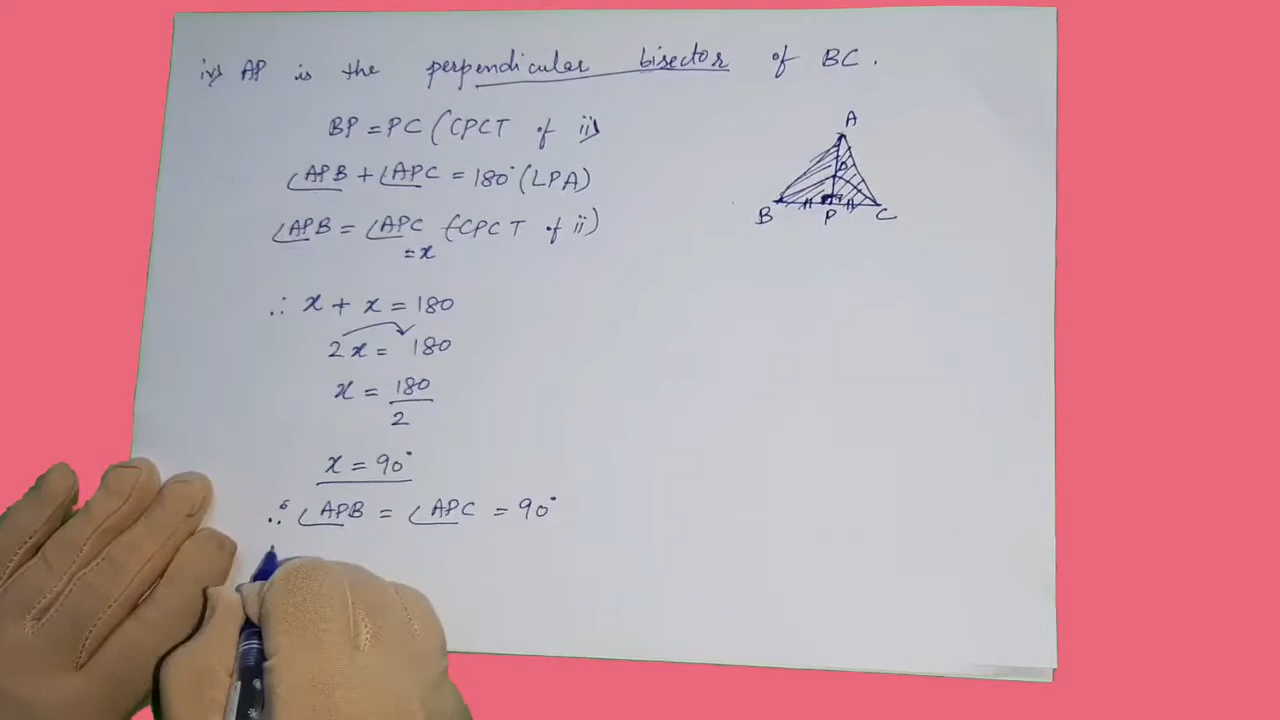 iv) AP is the perpendicular bisector of BC.
BP = PC (CPCT of ii)
∠APB + ∠APC = 180° (LPA)
∠APB = ∠APC (CPCT of ii)
= x
∴ x + x = 180
2x = 180
x = 180/2
x = 90°
∴ ∠APB = ∠APC = 90°
A
B P C